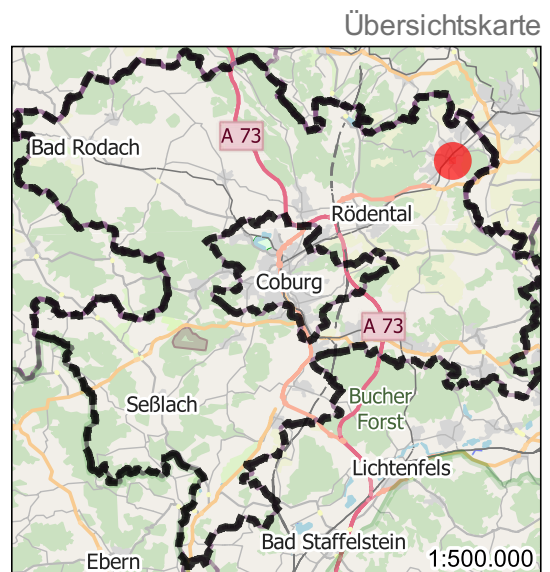 Übersichtskarte
A 73
Bad Rodach
Rödental
Coburg
A 73
Bucher
Forst
Seßlach
Lichtenfels
Bad Staffelstein
Ebern
1:500.000